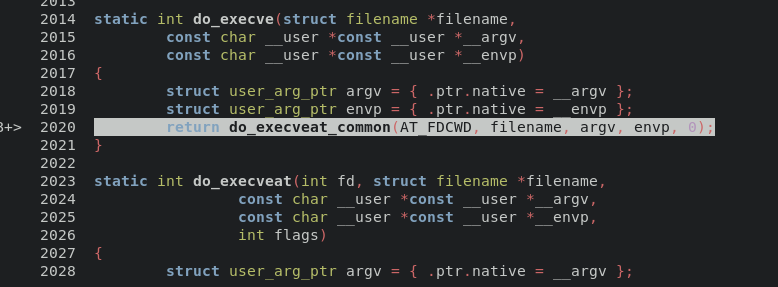 2013
2014 static int do_execve(struct filename *filename,
2015         const char __user *const __user *__argv,
2016         const char __user *const __user *__envp)
2017 {
2018         struct user_arg_ptr argv = { .ptr.native = __argv };
2019         struct user_arg_ptr envp = { .ptr.native = __envp };
3+> 2020         return do_execveat_common(AT_FDCWD, filename, argv, envp, 0);
2021 }
2022
2023 static int do_execveat(int fd, struct filename *filename,
2024                 const char __user *const __user *__argv,
2025                 const char __user *const __user *__envp,
2026                 int flags)
2027 {
2028         struct user_arg_ptr argv = { .ptr.native = __argv };